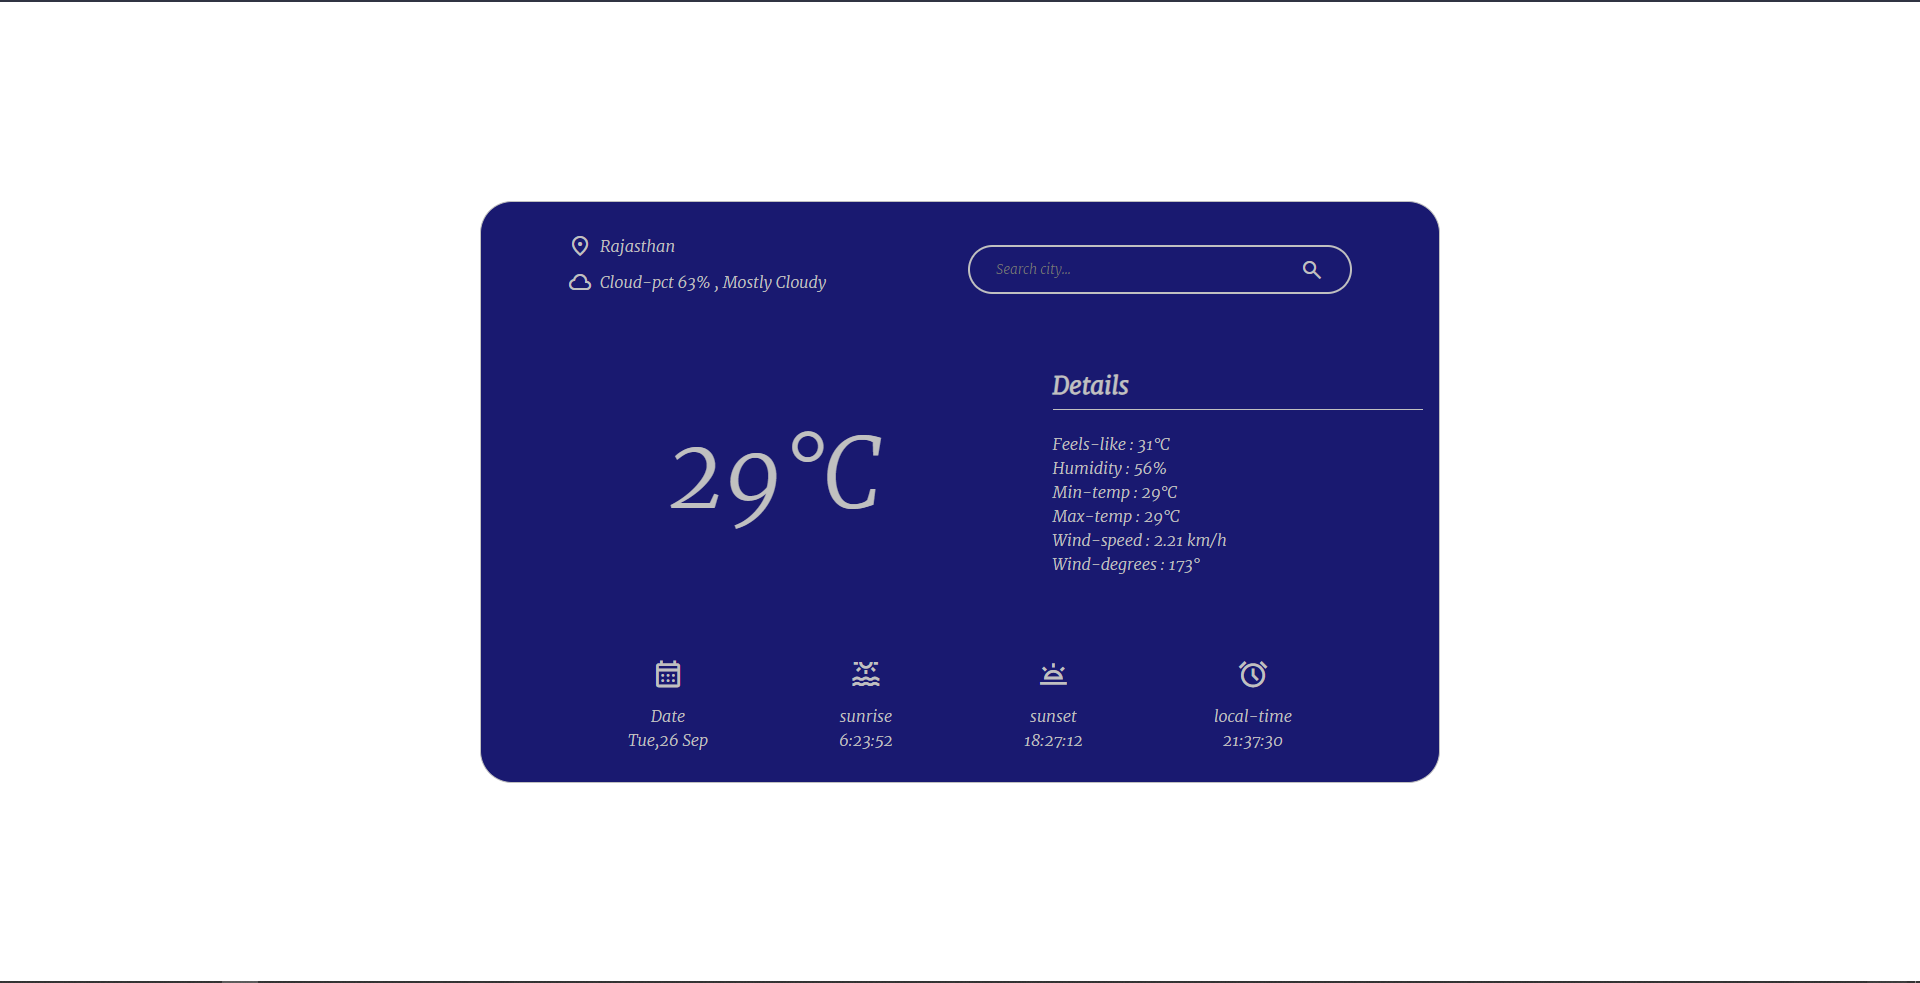 Rajasthan
Cloud-pct 63% , Mostly Cloudy
Search city...
29°C
Details
Feels-like : 31°C
Humidity : 56%
Min-temp : 29°C
Max-temp : 29°C
Wind-speed : 2.21 km/h
Wind-degrees : 173°
Date
Tue,26 Sep
sunrise
6:23:52
sunset
18:27:12
local-time
21:37:30